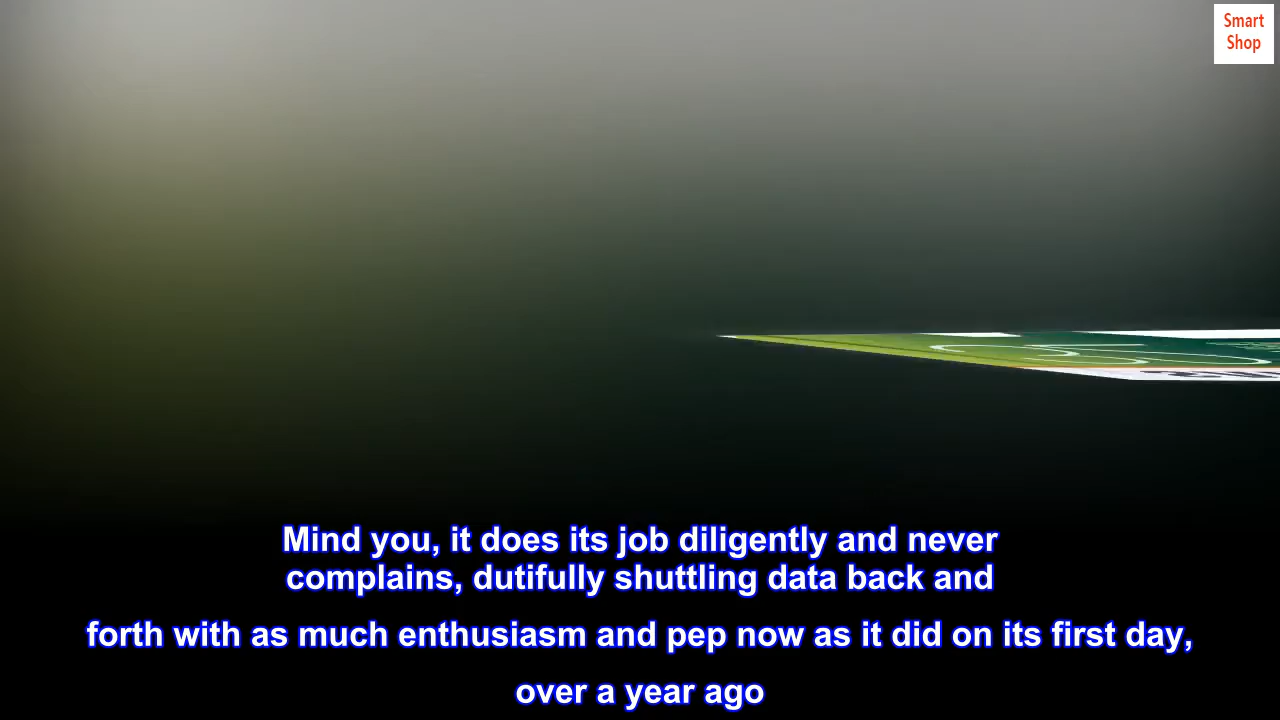 Smart
Shop
Mind you, it does its job diligently and never
complains, dutifully shuttling data back and
forth with as much enthusiasm and pep now as it did on its first day,
over a year ago